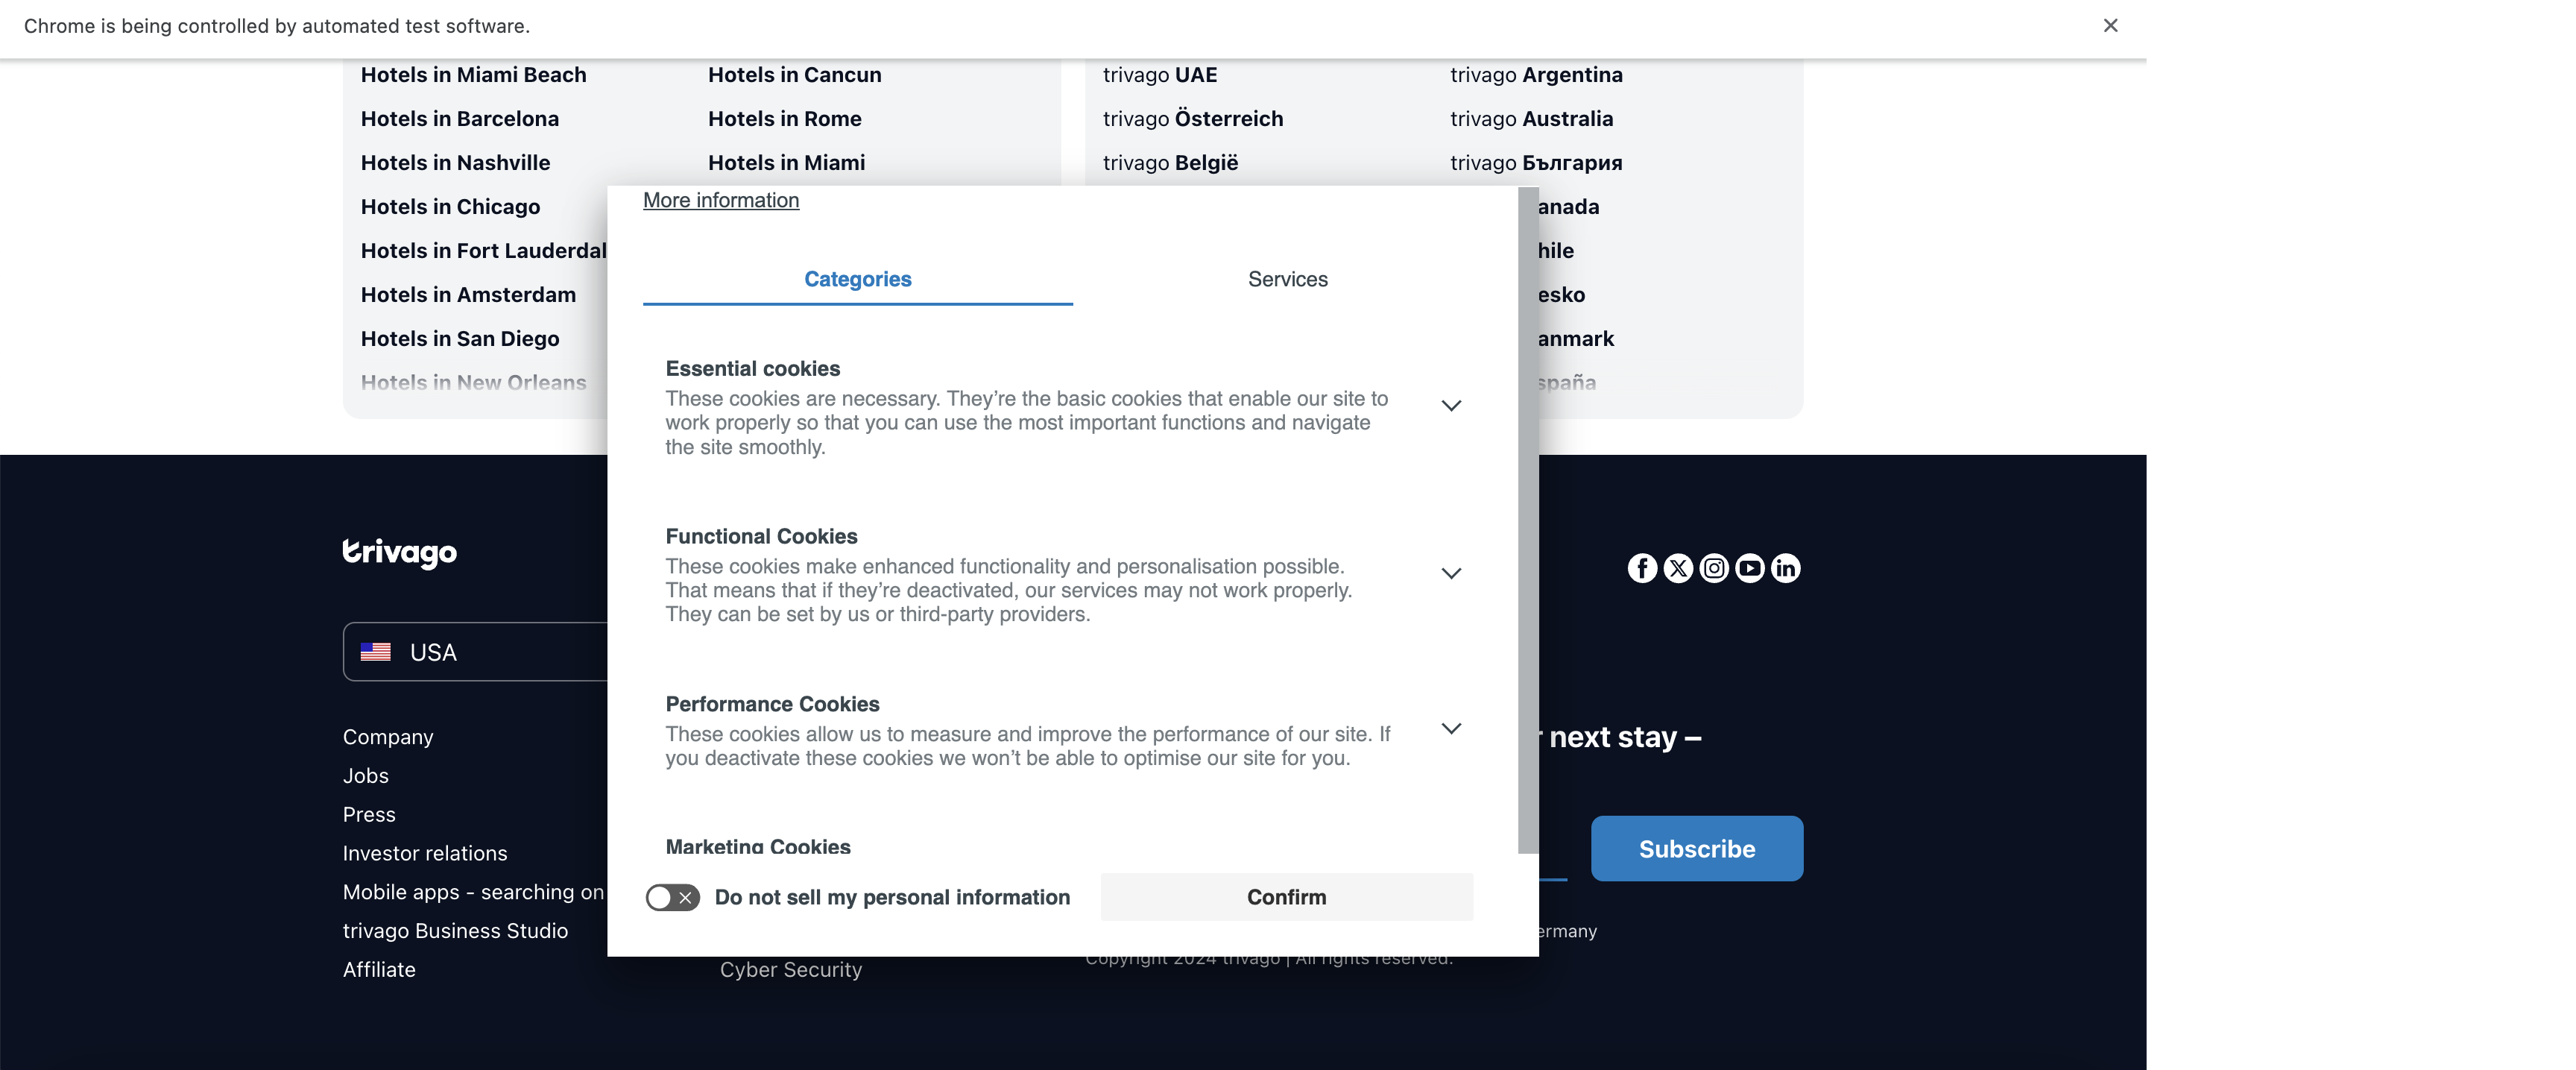 Chrome is being controlled by automated test software.
Hotels in Miami Beach
Hotels in Cancun
Hotels in Barcelona
Hotels in Rome
Hotels in Nashville
Hotels in Miami
Hotels in Chicago
Hotels in Fort Lauderdal
Hotels in Amsterdam
Hotels in San Diego
Hotels in New Orleans
trivago UAE
trivago Argentina
trivago Österreich
trivago Australia
trivago België
trivago България
anada
hile
esko
anmark
spaña
More information
Categories
Services
Essential cookies
These cookies are necessary. They’re the basic cookies that enable our site to
work properly so that you can use the most important functions and navigate
the site smoothly.
Functional Cookies
These cookies make enhanced functionality and personalisation possible.
That means that if they’re deactivated, our services may not work properly.
They can be set by us or third-party providers.
Performance Cookies
These cookies allow us to measure and improve the performance of our site. If
you deactivate these cookies we won’t be able to optimise our site for you.
Marketing Cookies
Do not sell my personal information
Confirm
trivago
USA
Company
Jobs
Press
Investor relations
Mobile apps - searching on
trivago Business Studio
Affiliate
Cyber Security
r next stay –
Subscribe
ermany
Copyright 2024 trivago | All rights reserved.